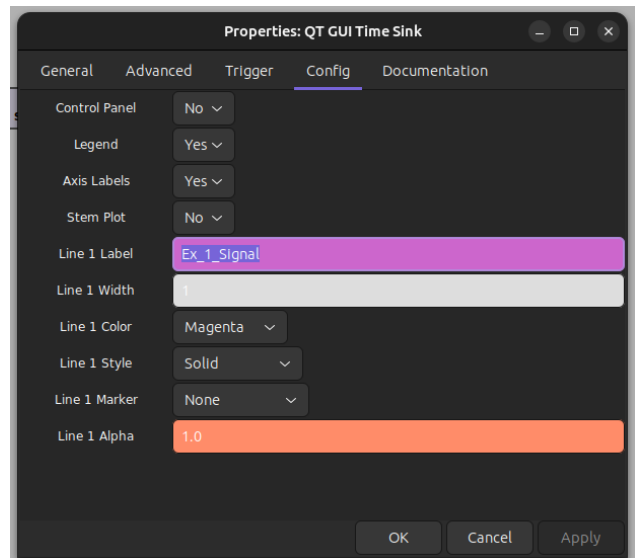 Properties: QT GUI Time Sink
General Advanced Trigger Config Documentation
Control Panel No
Legend Yes
Axis Labels Yes
Stem Plot No
Line 1 Label Ex_1_Signal
Line 1 Width 1
Line 1 Color Magenta
Line 1 Style Solid
Line 1 Marker None
Line 1 Alpha 1.0
OK Cancel Apply